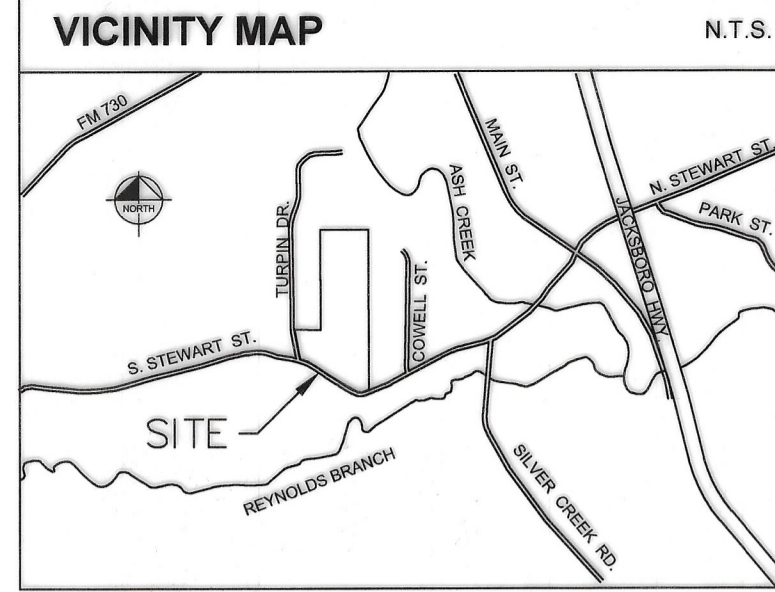 VICINITY MAP
N.T.S.
FM 730
MAIN ST.
ASH CREEK
N. STEWART ST.
NORTH
TURPIN DR.
JACKSBORO HWY.
PARK ST.
COWELL ST.
S. STEWART ST.
SITE
REYNOLDS BRANCH
SILVER CREEK RD.